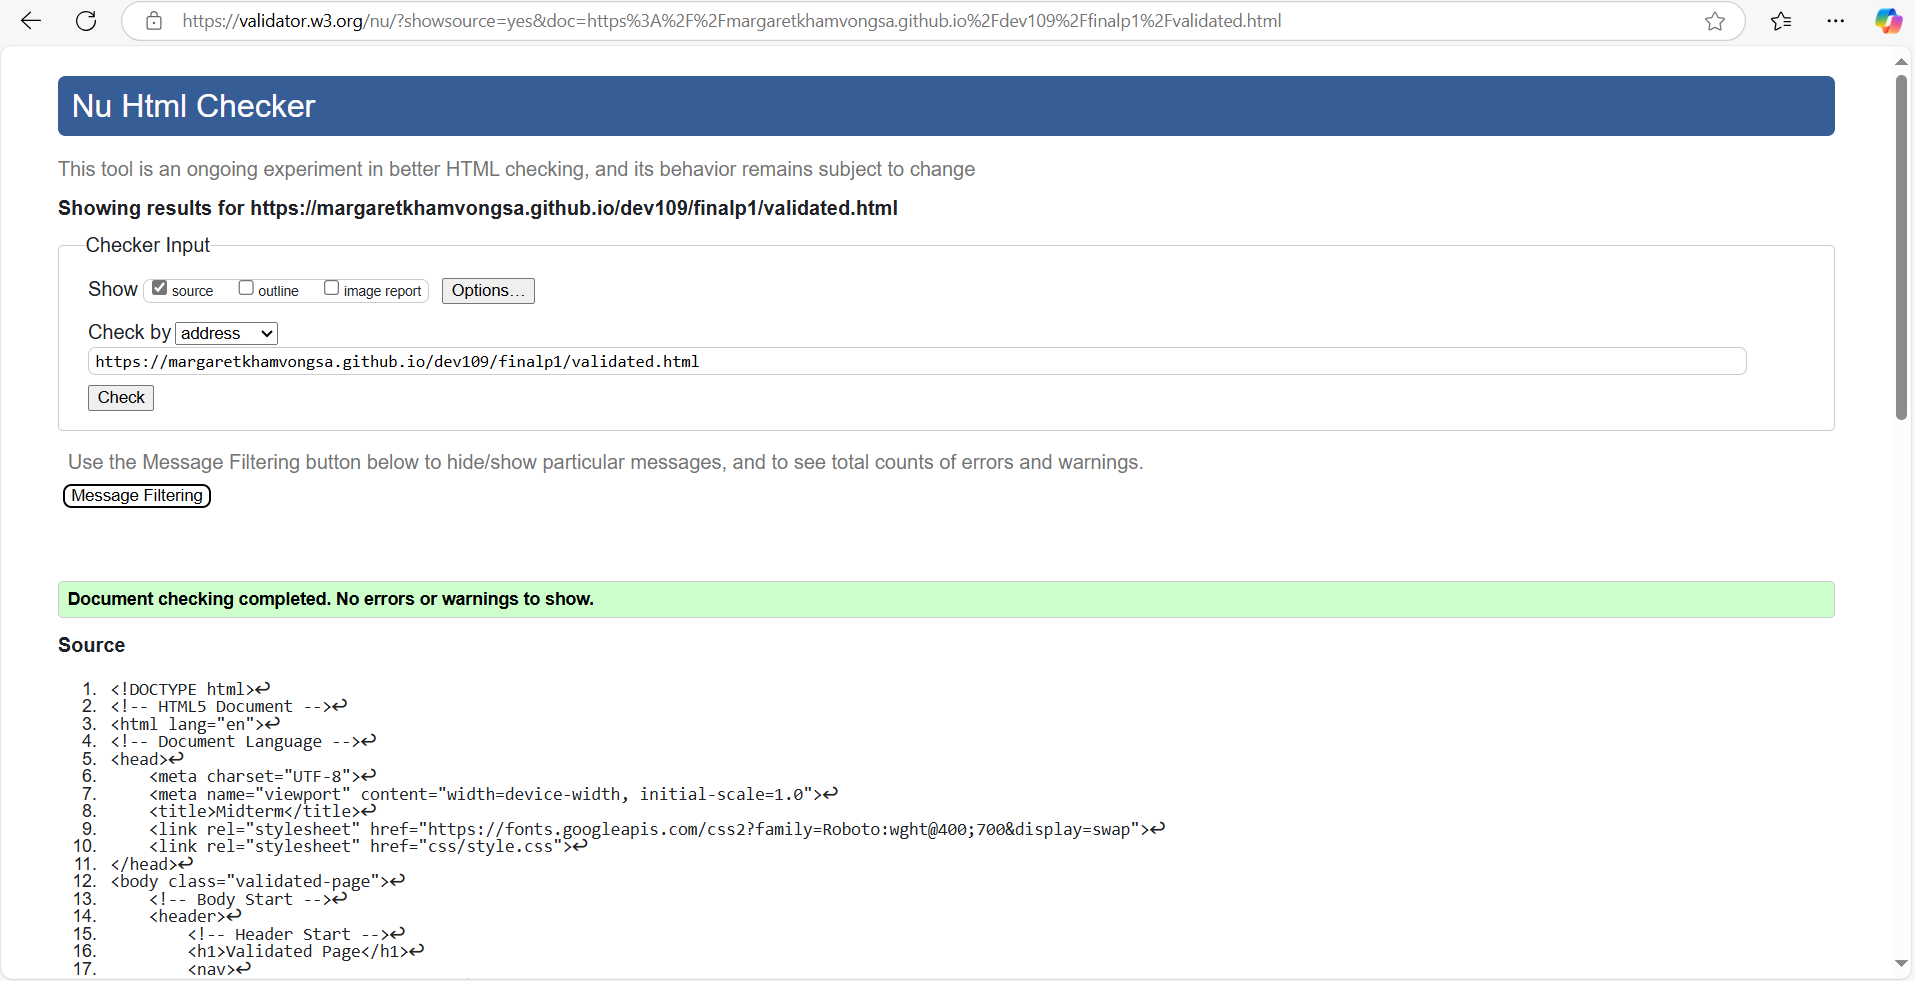 https://validator.w3.org/nu/?showsource=yes&doc=https%3A%2F%2Fmargaretkhamvongsa.github.io%2Fdev109%2Ffinalp1%2Fvalidated.html
Nu Html Checker
This tool is an ongoing experiment in better HTML checking, and its behavior remains subject to change
Showing results for https://margaretkhamvongsa.github.io/dev109/finalp1/validated.html
Checker Input
Show source outline image report Options...
Check by address
https://margaretkhamvongsa.github.io/dev109/finalp1/validated.html
Check
Use the Message Filtering button below to hide/show particular messages, and to see total counts of errors and warnings.
Message Filtering
Document checking completed. No errors or warnings to show.
Source
1. <!DOCTYPE html>↩
2. <!-- HTML5 Document -->↩
3. <html lang="en">↩
4. <!-- Document Language -->↩
5. <head>↩
6.     <meta charset="UTF-8">↩
7.     <meta name="viewport" content="width=device-width, initial-scale=1.0">↩
8.     <title>Midterm</title>↩
9.     <link rel="stylesheet" href="https://fonts.googleapis.com/css2?family=Roboto:wght@400;700&display=swap">↩
10.     <link rel="stylesheet" href="css/style.css">↩
11. </head>↩
12. <body class="validated-page">↩
13.     <!-- Body Start -->↩
14.     <header>↩
15.         <!-- Header Start -->↩
16.         <h1>Validated Page</h1>↩
17.         <nav>↩